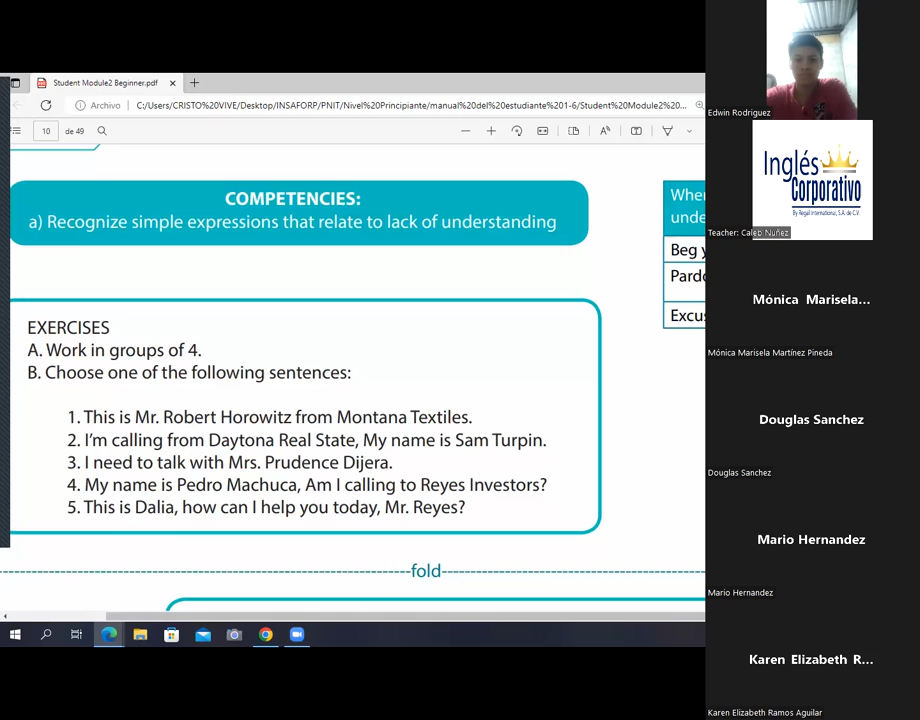 Student Module2 Beginner.pdf
Archivo
C:/Users/CRISTO%20VIVE/Desktop/INSAFORP/PNIT/Nivel%20Principiante/manual%20del%20estudiante%201-6/Student%20Module2%20...
10 de 49
COMPETENCIES:
a) Recognize simple expressions that relate to lack of understanding
EXERCISES
A. Work in groups of 4.
B. Choose one of the following sentences:
1. This is Mr. Robert Horowitz from Montana Textiles.
2. I'm calling from Daytona Real State, My name is Sam Turpin.
3. I need to talk with Mrs. Prudence Dijera.
4. My name is Pedro Machuca, Am I calling to Reyes Investors?
5. This is Dalia, how can I help you today, Mr. Reyes?
fold
Edwin Rodriguez
Inglés
Corporativo
By Regal International, S.A. de C.V.
Teacher: Caleb Nuñez
Mónica Marisela...
Mónica Marisela Martínez Pineda
Douglas Sanchez
Douglas Sanchez
Mario Hernandez
Mario Hernandez
Karen Elizabeth R...
Karen Elizabeth Ramos Aguilar